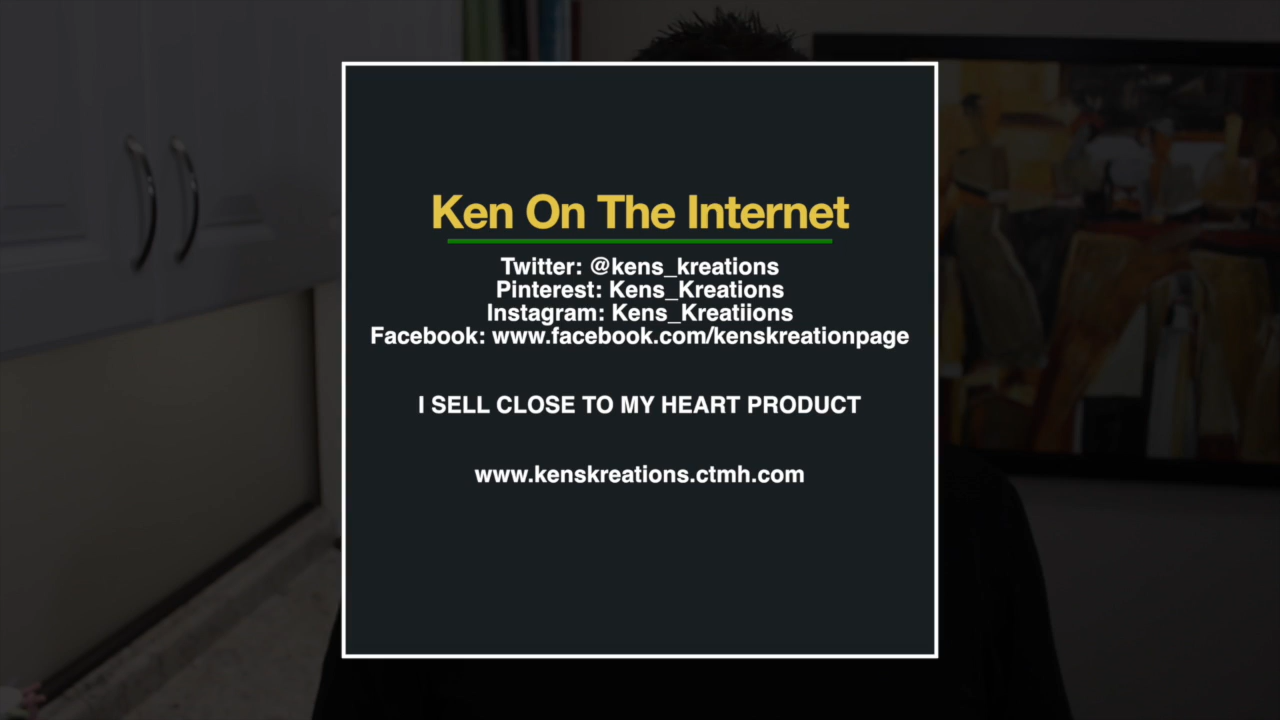 Ken On The Internet
Twitter: @kens_kreations
Pinterest: Kens_Kreations
Instagram: Kens_Kreatiions
Facebook: www.facebook.com/kenskreationpage
I SELL CLOSE TO MY HEART PRODUCT
www.kenskreations.ctmh.com